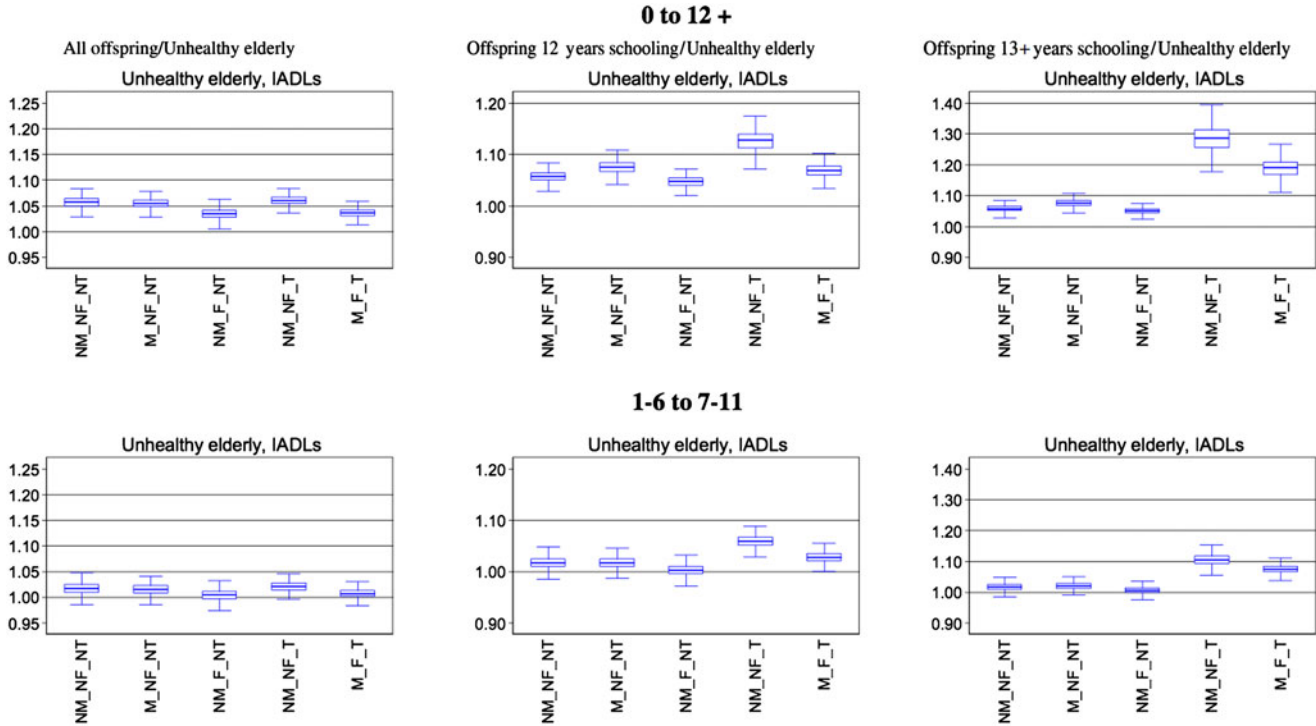 0 to 12 +
All offspring/Unhealthy elderly
Unhealthy elderly, IADLs
1.25
1.20
1.15
1.10
1.05
1.00
0.95
NM_NF_NT
M_NF_NT
NM_F_NT
NM_NF_T
M_F_T
Offspring 12 years schooling/Unhealthy elderly
Unhealthy elderly, IADLs
1.20
1.10
1.00
0.90
NM_NF_NT
M_NF_NT
NM_F_NT
NM_NF_T
M_F_T
Offspring 13+ years schooling/Unhealthy elderly
Unhealthy elderly, IADLs
1.40
1.30
1.20
1.10
1.00
0.90
NM_NF_NT
M_NF_NT
NM_F_NT
NM_NF_T
M_F_T
1-6 to 7-11
Unhealthy elderly, IADLs
1.25
1.20
1.15
1.10
1.05
1.00
0.95
NM_NF_NT
M_NF_NT
NM_F_NT
NM_NF_T
M_F_T
Unhealthy elderly, IADLs
1.20
1.10
1.00
0.90
NM_NF_NT
M_NF_NT
NM_F_NT
NM_NF_T
M_F_T
Unhealthy elderly, IADLs
1.40
1.30
1.20
1.10
1.00
0.90
NM_NF_NT
M_NF_NT
NM_F_NT
NM_NF_T
M_F_T